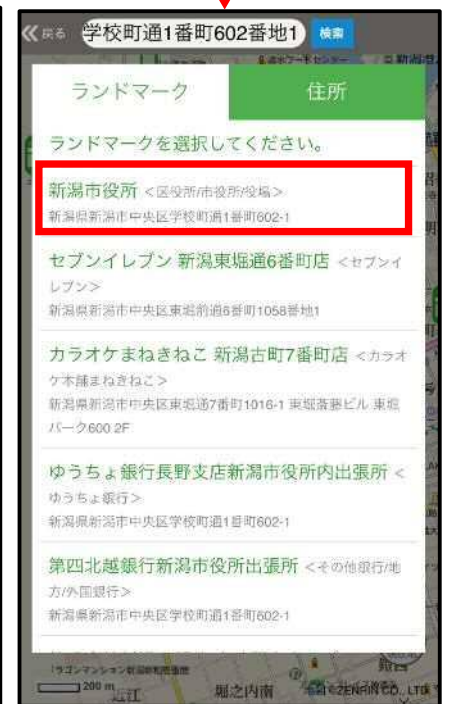 戻る 学校町通1番町602番地1 検索
ランドマーク 住所
ランドマークを選択してください。
新潟市役所 <区役所/市役所/役場>
新潟県新潟市中央区学校町通1番町602-1
セブンイレブン 新潟東堀通6番町店 <セブンイ
レブン>
新潟県新潟市中央区東堀前通6番町1058番地1
カラオケまねきねこ 新潟古町7番町店 <カラオ
ケ本舗まねきねこ>
新潟県新潟市中央区東堀通7番町1016-1 東堀斎藤ビル 東堀
パーク600 2F
ゆうちょ銀行長野支店新潟市役所内出張所 <
ゆうちょ銀行>
新潟県新潟市中央区学校町通1番町602-1
第四北越銀行新潟市役所出張所 <その他銀行/地
方/外国銀行>
新潟県新潟市中央区学校町通1番町602-1
200 m
堀之内南
ZENRIN CO., LTD